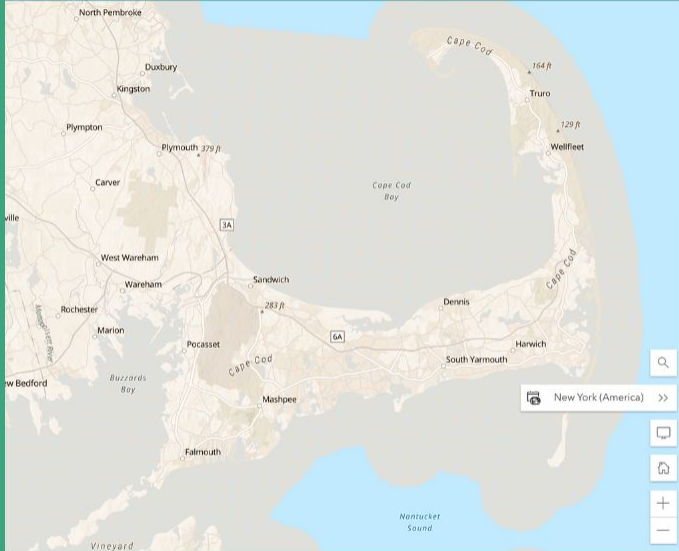 North Pembroke
Cape Cod
164 ft
Duxbury
Kingston
Truro
Plympton
129 ft
Plymouth 379 ft
Wellfleet
Carver
Cape Cod
Bay
ville
3A
West Wareham
Cape Cod
Sandwich
Wareham
Dennis
283 ft
Rochester
Marion
6A
Pocasset
Harwich
Cape Cod
South Yarmouth
Buzzards
Bay
w Bedford
New York (America)
Mashpee
Falmouth
Nantucket
Sound
Vineyard